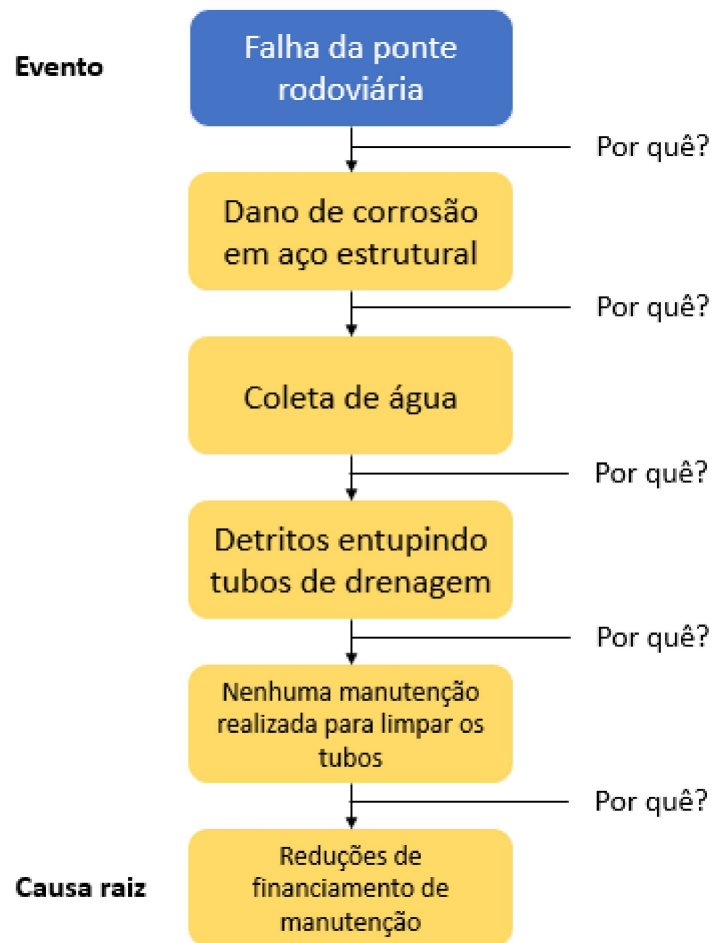 Evento
Falha da ponte
rodoviária
Por quê?
Dano de corrosão
em aço estrutural
Por quê?
Coleta de água
Por quê?
Detritos entupindo
tubos de drenagem
Por quê?
Nenhuma manutenção
realizada para limpar os
tubos
Por quê?
Causa raiz
Reduções de
financiamento de
manutenção